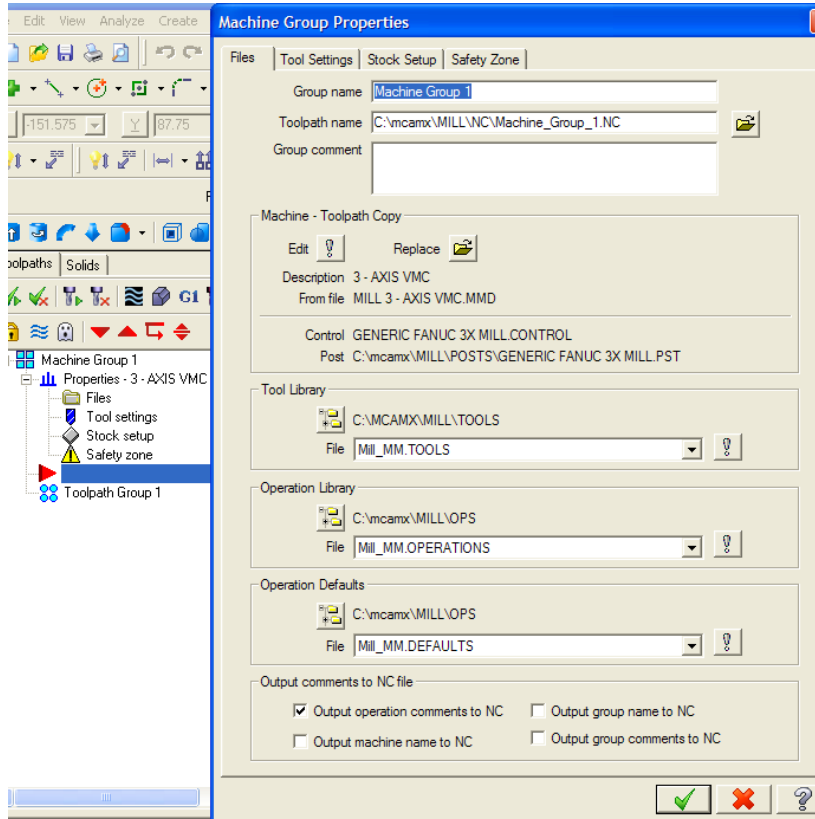 Edit View Analyze Create
-151.575 Y 87.75
oolpaths Solids
G1
Machine Group 1
Properties - 3 - AXIS VMC
Files
Tool settings
Stock setup
Safety zone
Toolpath Group 1
Machine Group Properties
Files Tool Settings Stock Setup Safety Zone
Group name Machine Group 1
Toolpath name C:\mcamx\MILL\NC\Machine_Group_1.NC
Group comment
Machine - Toolpath Copy
Edit Replace
Description 3 - AXIS VMC
From file MILL 3 - AXIS VMC.MMD
Control GENERIC FANUC 3X MILL.CONTROL
Post C:\mcamx\MILL\POSTS\GENERIC FANUC 3X MILL.PST
Tool Library
C:\MCAMX\MILL\TOOLS
File Mill_MM.TOOLS
Operation Library
C:\mcamx\MILL\OPS
File Mill_MM.OPERATIONS
Operation Defaults
C:\mcamx\MILL\OPS
File Mill_MM.DEFAULTS
Output comments to NC file
Output operation comments to NC Output group name to NC
Output machine name to NC Output group comments to NC